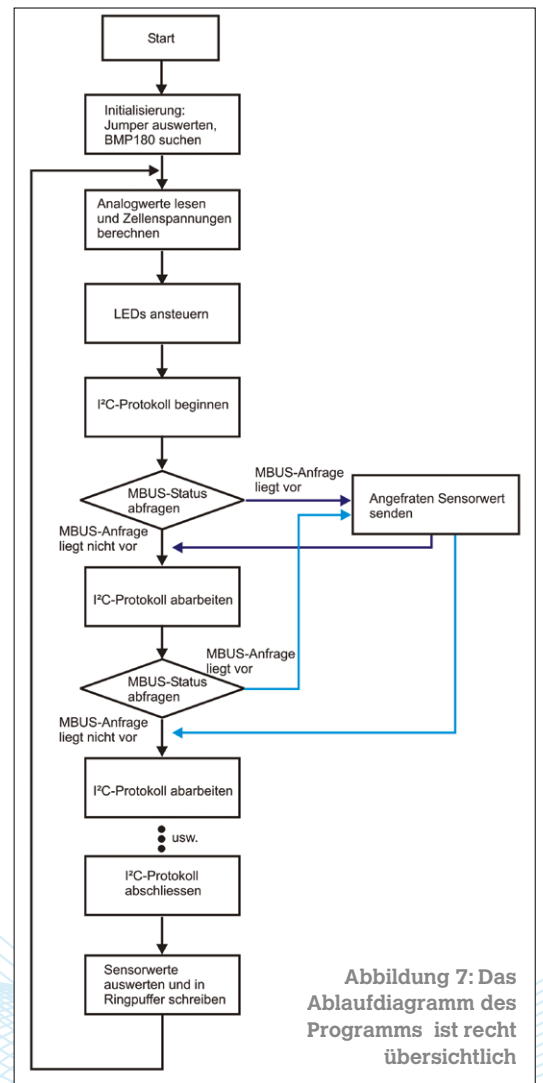 Start
Initialisierung:
Jumper auswerten,
BMP180 suchen
Analogwerte lesen
und Zellenspannungen
berechnen
LEDs ansteuern
I²C-Protokoll beginnen
MBUS-Status
abfragen
MBUS-Anfrage
liegt vor
Angefraten Sensorwert
senden
MBUS-Anfrage
liegt nicht vor
I²C-Protokoll abarbeiten
MBUS-Status
abfragen
MBUS-Anfrage
liegt vor
MBUS-Anfrage
liegt nicht vor
I²C-Protokoll abarbeiten
usw.
I²C-Protokoll
abschliessen
Sensorwerte
auswerten und in
Ringpuffer schreiben
Abbildung 7: Das
Ablaufdiagramm des
Programms ist recht
übersichtlich